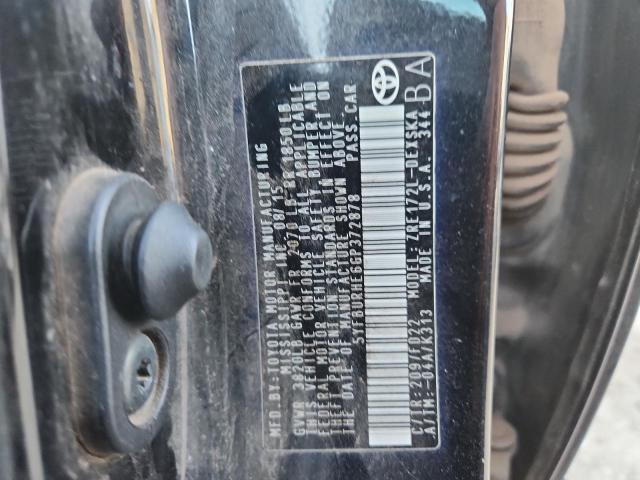 MFD.BY:TOYOTA MOTOR MANUFACTURING
MISSISSIPPI, INC. 08/15
GVWR 3820LB GAWR FR 2070LB RR 1850LB
THIS VEHICLE CONFORMS TO ALL APPLICABLE
FEDERAL MOTOR VEHICLE SAFETY, BUMPER, AND
THEFT PREVENTION STANDARDS IN EFFECT ON
THE DATE OF MANUFACTURE SHOWN ABOVE.
5YFBURHE6GP372878 PASS CAR
C/TR:209/FD22 MODEL:ZRE172L-DEXSKA
A/TM:-04A/K313 MADE IN U.S.A. 344
BA